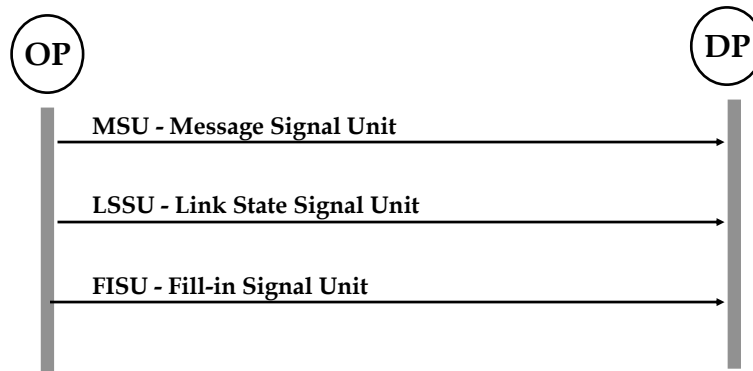 OP
DP
MSU - Message Signal Unit
LSSU - Link State Signal Unit
FISU - Fill-in Signal Unit